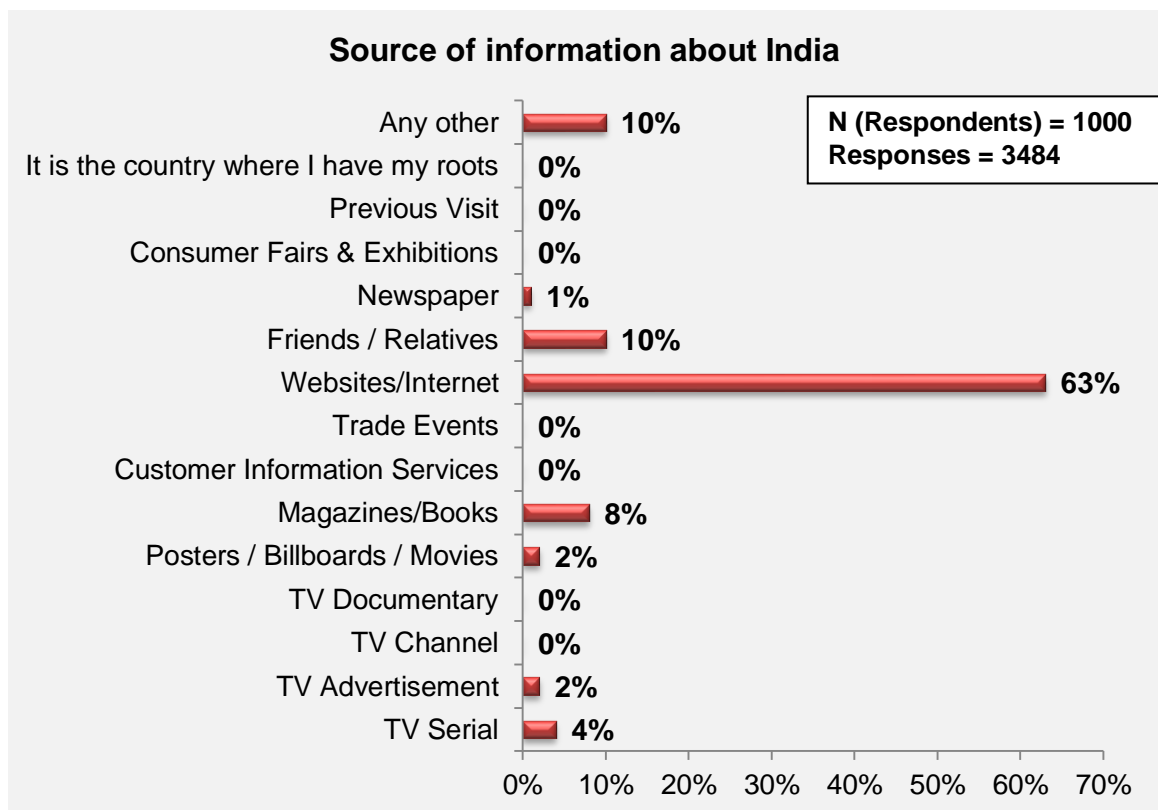 Source of information about India
N (Respondents) = 1000
Responses = 3484
Any other 10%
It is the country where I have my roots 0%
Previous Visit 0%
Consumer Fairs & Exhibitions 0%
Newspaper 1%
Friends / Relatives 10%
Websites/Internet 63%
Trade Events 0%
Customer Information Services 0%
Magazines/Books 8%
Posters / Billboards / Movies 2%
TV Documentary 0%
TV Channel 0%
TV Advertisement 2%
TV Serial 4%
0% 10% 20% 30% 40% 50% 60% 70%